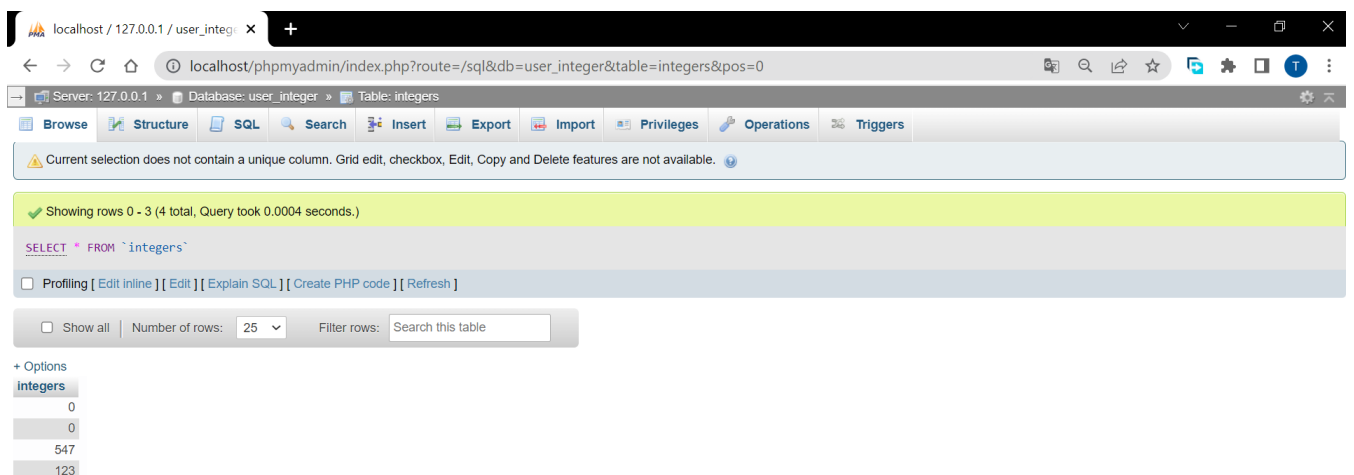 PMA localhost / 127.0.0.1 / user_intege
localhost/phpmyadmin/index.php?route=/sql&db=user_integer&table=integers&pos=0
T
Server: 127.0.0.1 » Database: user_integer » Table: integers
Browse Structure SQL Search Insert Export Import Privileges Operations Triggers
Current selection does not contain a unique column. Grid edit, checkbox, Edit, Copy and Delete features are not available.
Showing rows 0 - 3 (4 total, Query took 0.0004 seconds.)
SELECT * FROM `integers`
Profiling [ Edit inline ] [ Edit ] [ Explain SQL ] [ Create PHP code ] [ Refresh ]
Show all | Number of rows: 25 Filter rows: Search this table
+ Options
integers
0
0
547
123